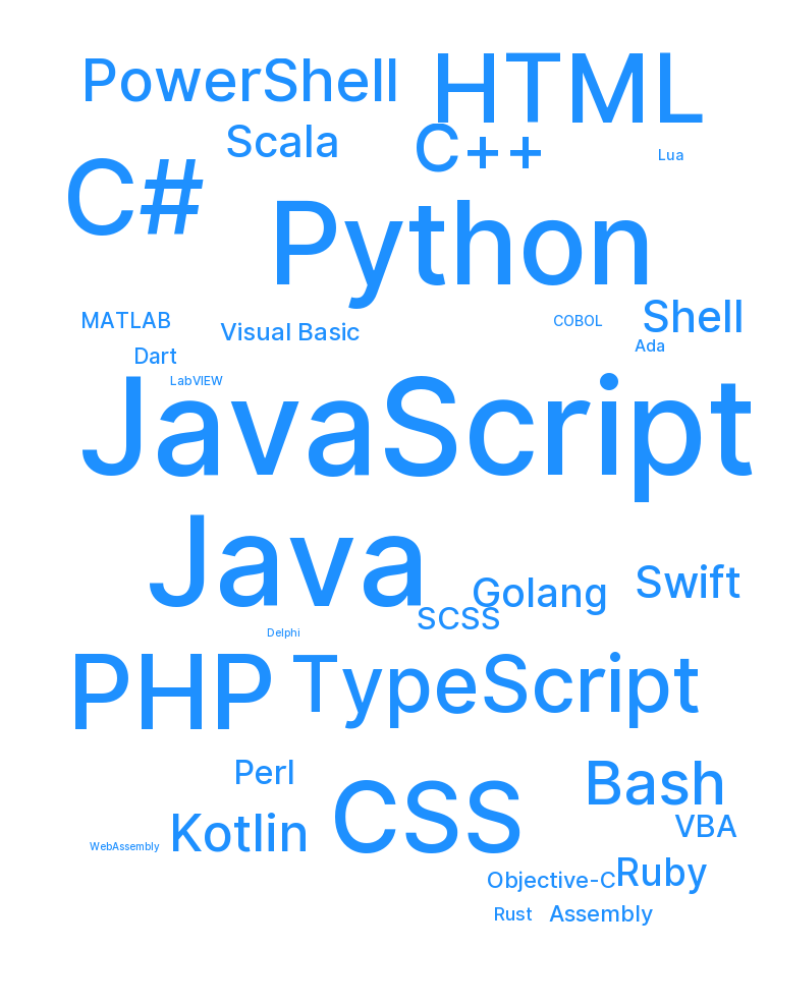 PowerShell
HTML
Scala
C++
Lua
C#
Python
MATLAB
Visual Basic
COBOL
Shell
Dart
Ada
LabVIEW
JavaScript
Java
Golang
Swift
SCSS
Delphi
PHP
TypeScript
Perl
CSS
Bash
Kotlin
VBA
WebAssembly
Objective-C
Ruby
Rust
Assembly